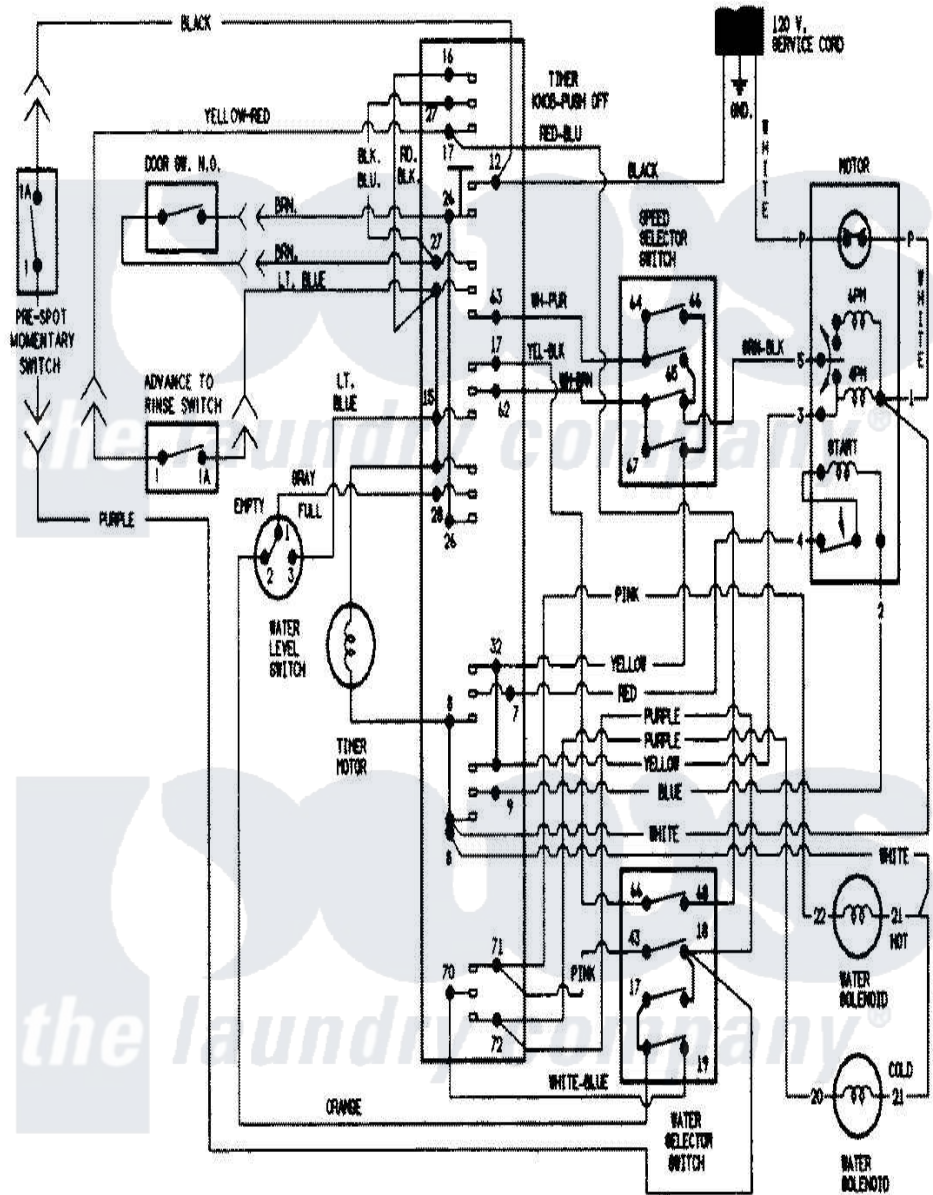 BLACK
120 V.
SERVICE CORD
GND.
WHITE
16
TIMER
KNOB-PUSH OFF
27
YELLOW-RED
RED-BLU
17
BLK.
BLU.
RD.
BLK.
12
BLACK
MOTOR
DOOR SW. N.O.
1A
1
BRN.
26
SPEED
SELECTOR
SWITCH
P
P
27
BRN.
LT. BLUE
63
WH-PUR
64
66
6PM
WHITE
PRE-SPOT
MOMENTARY
SWITCH
17
YEL-BLK
65
BRN-BLK
5
4PM
1
ADVANCE TO
RINSE SWITCH
LT.
BLUE
15
WH-BRN
62
3
67
START
1
1A
GRAY
EMPTY
FULL
28
26
PURPLE
1
2
3
4
2
WATER
LEVEL
SWITCH
PINK
32
YELLOW
RED
7
8
PURPLE
PURPLE
TIMER
MOTOR
YELLOW
9
BLUE
8
WHITE
WHITE
66
68
22
21
HOT
71
43
18
70
PINK
WATER
SOLENOID
17
72
19
WHITE-BLUE
COLD
20
21
ORANGE
WATER
SELECTOR
SWITCH
WATER
SOLENOID
the laundry company®
the laundry company®